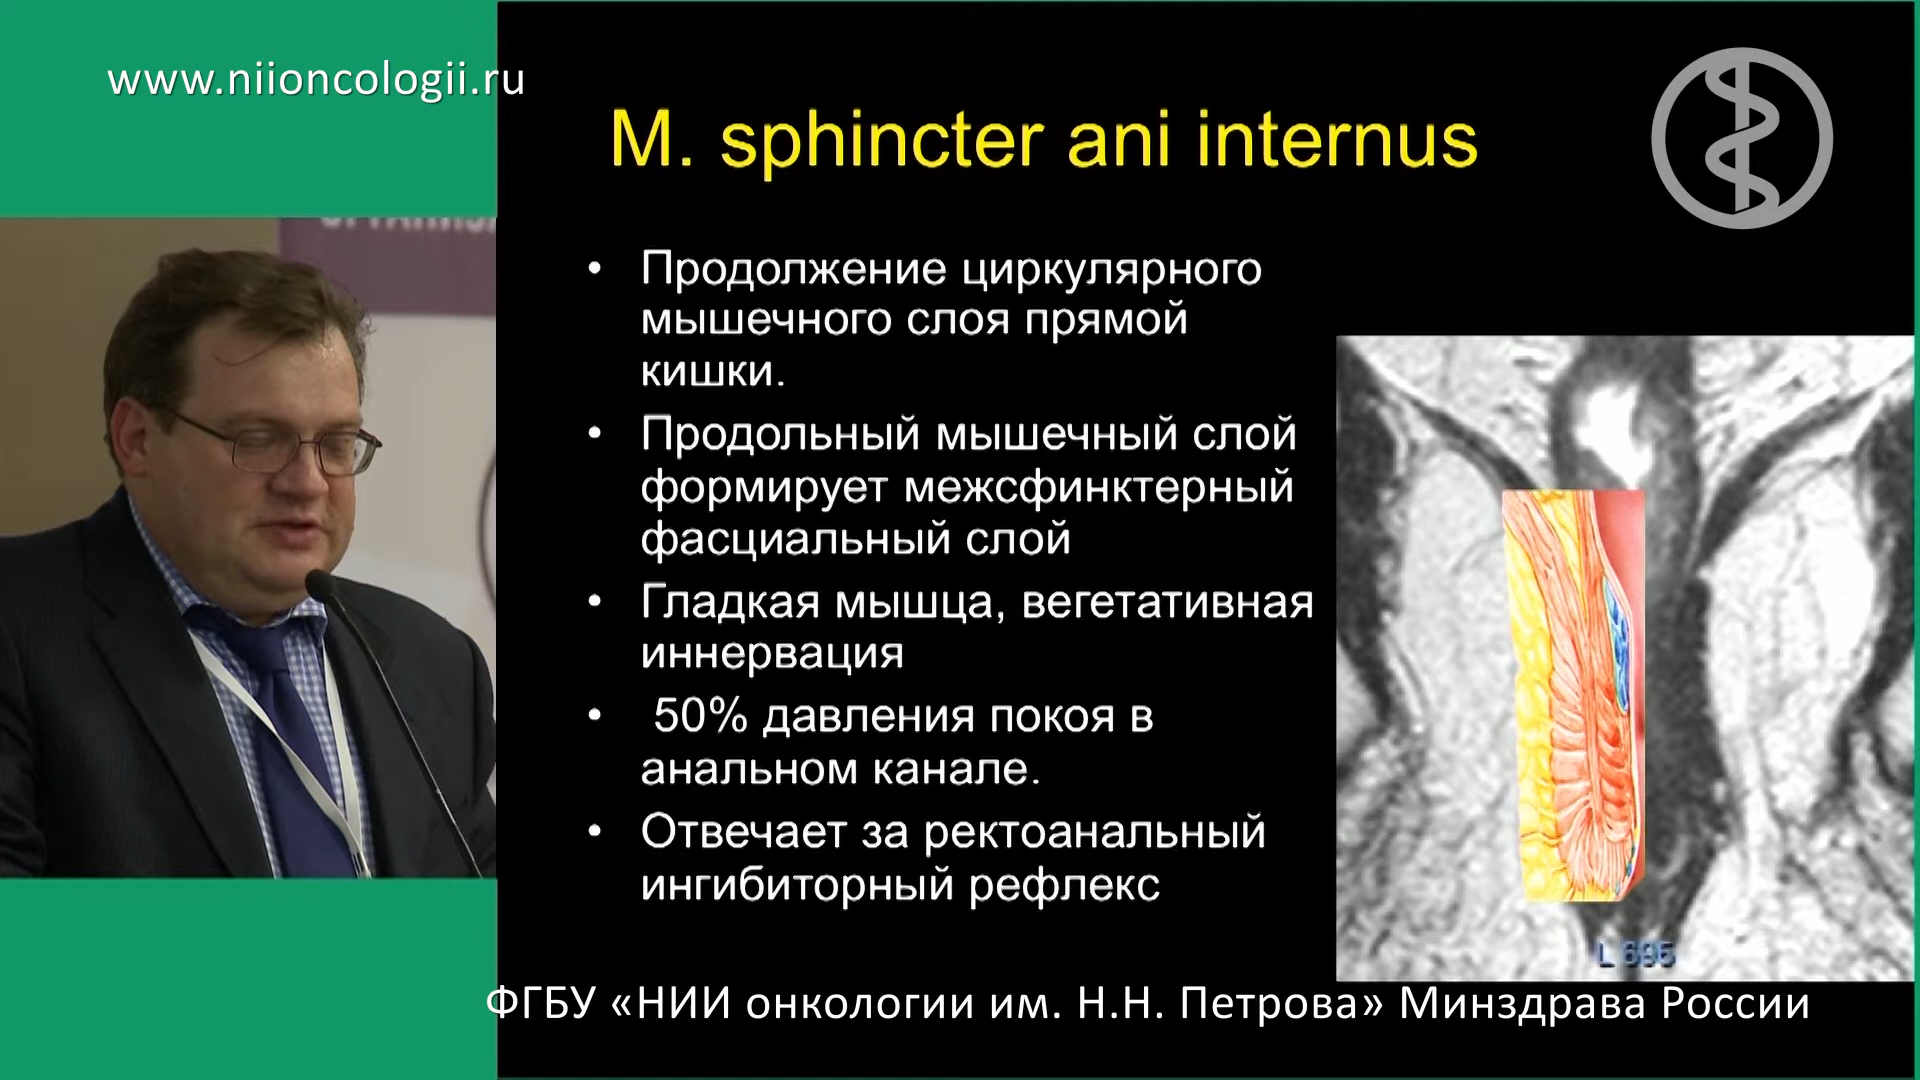 www.niioncologii.ru
M. sphincter ani internus
• Продолжение циркулярного
мышечного слоя прямой
кишки.
• Продольный мышечный слой
формирует межсфинктерный
фасциальный слой
• Гладкая мышца, вегетативная
иннервация
• 50% давления покоя в
анальном канале.
• Отвечает за ректоанальный
ингибиторный рефлекс
L 695
ФГБУ «НИИ онкологии им. Н.Н. Петрова» Минздрава России